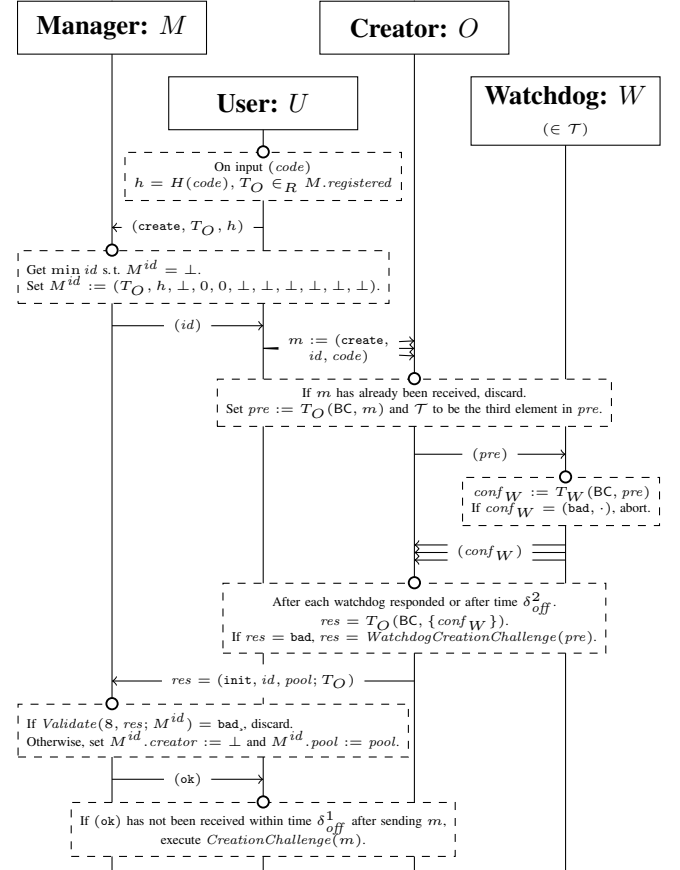 Manager: M
Creator: O
User: U
Watchdog: W
(∈ 𝒯)
On input (code)
h = H(code), T_O ∈_R M.registered
(create, T_O, h)
Get min id s.t. M^{id} = ⊥.
Set M^{id} := (T_O, h, ⊥, 0, 0, ⊥, ⊥, ⊥, ⊥, ⊥, ⊥).
(id)
m := (create,
id, code)
If m has already been received, discard.
Set pre := T_O(BC, m) and 𝒯 to be the third element in pre.
(pre)
conf_W := T_W(BC, pre)
If conf_W = (bad, ·), abort.
(conf_W)
After each watchdog responded or after time δ^2_{off}.
res = T_O(BC, {conf_W}).
If res = bad, res = WatchdogCreationChallenge(pre).
res = (init, id, pool; T_O)
If Validate(8, res; M^{id}) = bad¸, discard.
Otherwise, set M^{id}.creator := ⊥ and M^{id}.pool := pool.
(ok)
If (ok) has not been received within time δ^1_{off} after sending m,
execute CreationChallenge(m).